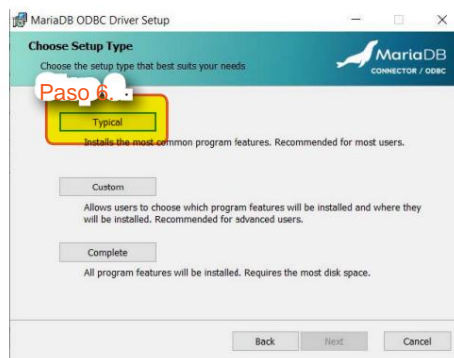 MariaDB ODBC Driver Setup
Choose Setup Type
Choose the setup type that best suits your needs
MariaDB
CONNECTOR / ODBC
Paso 6.
Typical
Installs the most common program features. Recommended for most users.
Custom
Allows users to choose which program features will be installed and where they
will be installed. Recommended for advanced users.
Complete
All program features will be installed. Requires the most disk space.
Back
Next
Cancel